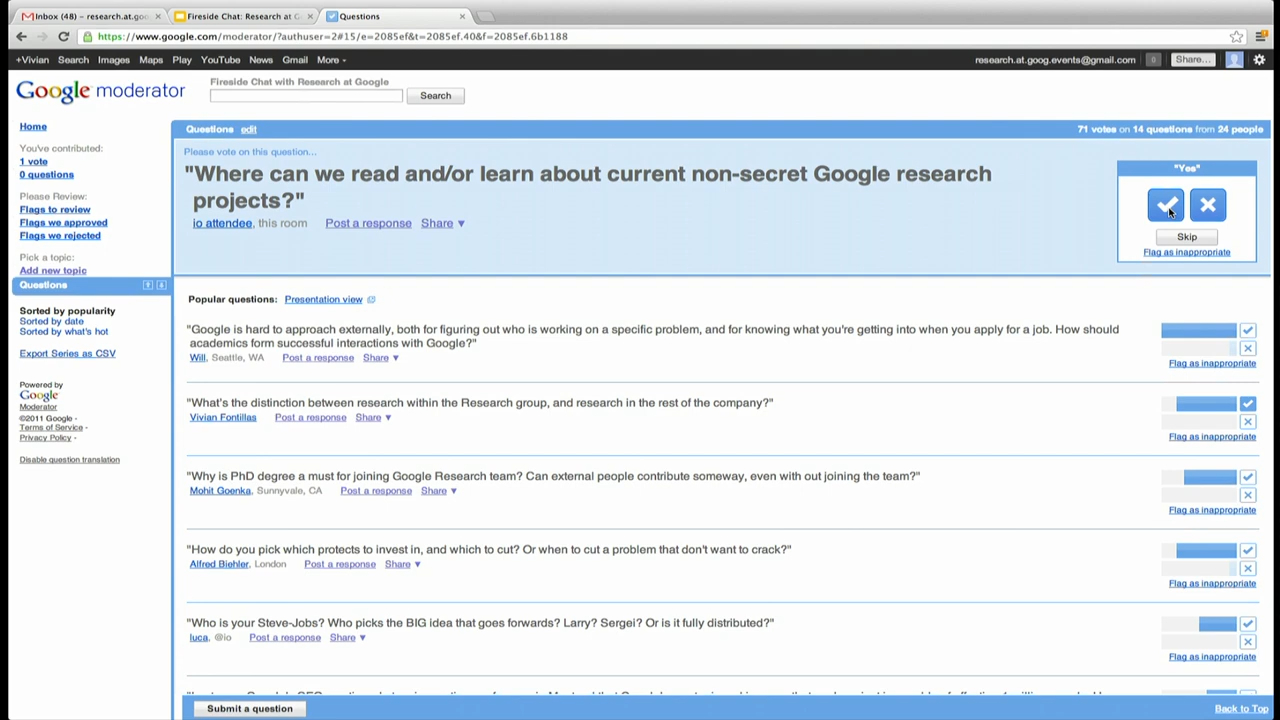 Inbox (48) – research.at.goo
Fireside Chat: Research at G
Questions
https://www.google.com/moderator/?authuser=2#15/e=2085ef&t=2085ef.40&f=2085ef.6b1188
+Vivian Search Images Maps Play YouTube News Gmail More
research.at.goog.events@gmail.com 0 Share...
Google moderator
Fireside Chat with Research at Google
Search
Home
You've contributed:
1 vote
0 questions
Please Review:
Flags to review
Flags we approved
Flags we rejected
Pick a topic:
Add new topic
Questions
Sorted by popularity
Sorted by date
Sorted by what's hot
Export Series as CSV
Powered by
Google
Moderator
©2011 Google -
Terms of Service -
Privacy Policy -
Disable question translation
Questions edit
71 votes on 14 questions from 24 people
Please vote on this question...
"Where can we read and/or learn about current non-secret Google research
projects?"
io attendee, this room Post a response Share
"Yes"
Skip
Flag as inappropriate
Popular questions: Presentation view
"Google is hard to approach externally, both for figuring out who is working on a specific problem, and for knowing what you're getting into when you apply for a job. How should
academics form successful interactions with Google?"
Will, Seattle, WA Post a response Share
Flag as inappropriate
"What's the distinction between research within the Research group, and research in the rest of the company?"
Vivian Fontillas Post a response Share
Flag as inappropriate
"Why is PhD degree a must for joining Google Research team? Can external people contribute someway, even with out joining the team?"
Mohit Goenka, Sunnyvale, CA Post a response Share
Flag as inappropriate
"How do you pick which protects to invest in, and which to cut? Or when to cut a problem that don't want to crack?"
Alfred Biehler, London Post a response Share
Flag as inappropriate
"Who is your Steve-Jobs? Who picks the BIG idea that goes forwards? Larry? Sergei? Or is it fully distributed?"
luca, @io Post a response Share
Flag as inappropriate
Submit a question
Back to Top